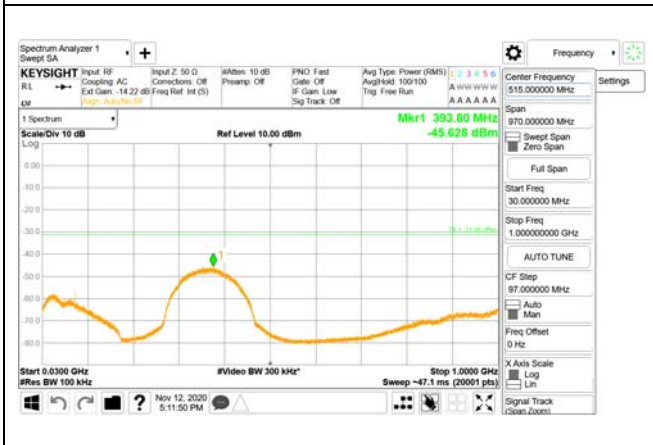 Spectrum Analyzer 1
Swept SA
+
Frequency
KEYSIGHT Input: RF Input Z: 50 Ω #Atten: 10 dB PNO: Fast Avg Type: Power (RMS) 1 2 3 4 5 6
RL Coupling: AC Corrections: Off Preamp: Off Gate: Off Avg|Hold: 100/100 A WW WW W
Ext Gain: -14.22 dB Freq Ref: Int (S) IF Gain: Low Trig: Free Run
Align: Auto/No RF Sig Track: Off A A A A A A
Center Frequency
515.000000 MHz
Settings
1 Spectrum
Mkr1 393.80 MHz
Scale/Div 10 dB Ref Level 10.00 dBm -45.628 dBm
Log
Span
970.000000 MHz
Swept Span
Zero Span
Full Span
Start Freq
30.000000 MHz
Stop Freq
1.000000000 GHz
AUTO TUNE
CF Step
97.000000 MHz
Auto
Man
Freq Offset
0 Hz
X Axis Scale
Log
Lin
Signal Track
(Span Zoom)
0.00
-10.0
-20.0
-30.0
-40.0
1
-50.0
-60.0
-70.0
-80.0
Start 0.0300 GHz #Video BW 300 kHz* Stop 1.0000 GHz
#Res BW 100 kHz Sweep ~47.1 ms (20001 pts)
? Nov 12, 2020
5:11:50 PM